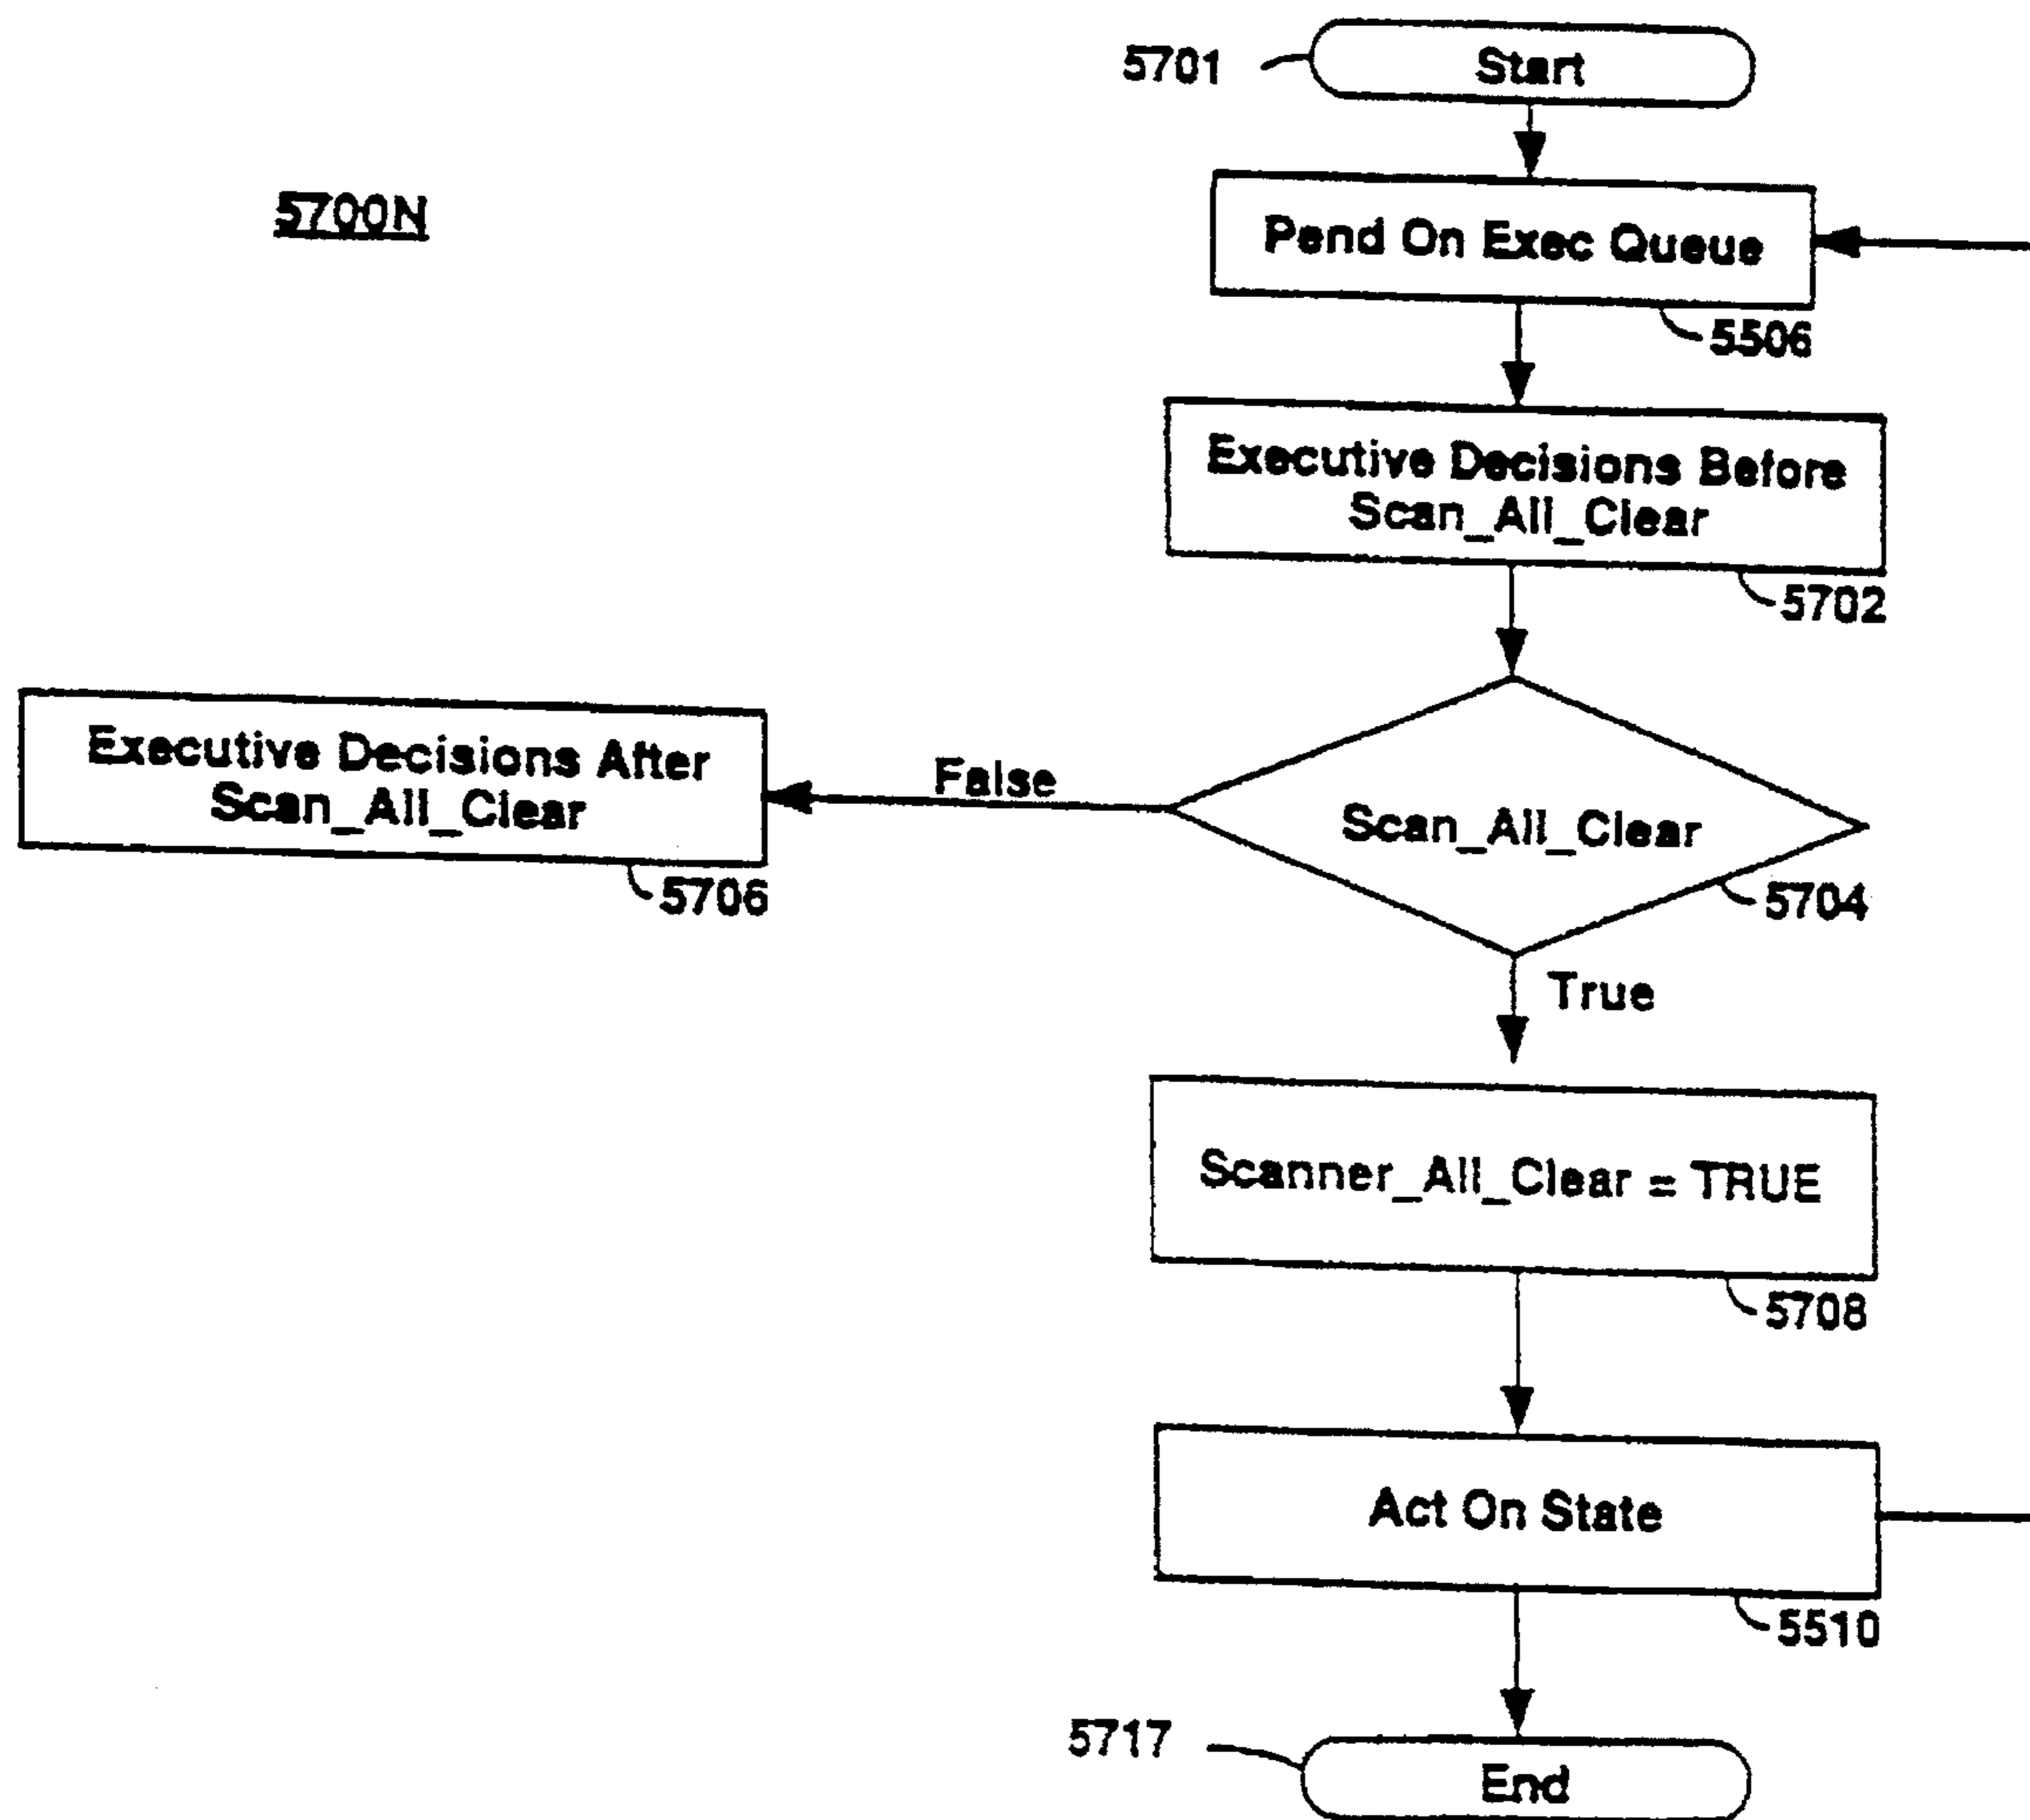 5701
Start
5700N
Pend On Exec Queue
5506
Executive Decisions Before
Scan_All_Clear
5702
Executive Decisions After
Scan_All_Clear
5706
False
Scan_All_Clear
5704
True
Scanner_All_Clear = TRUE
5708
Act On State
5510
5717
End